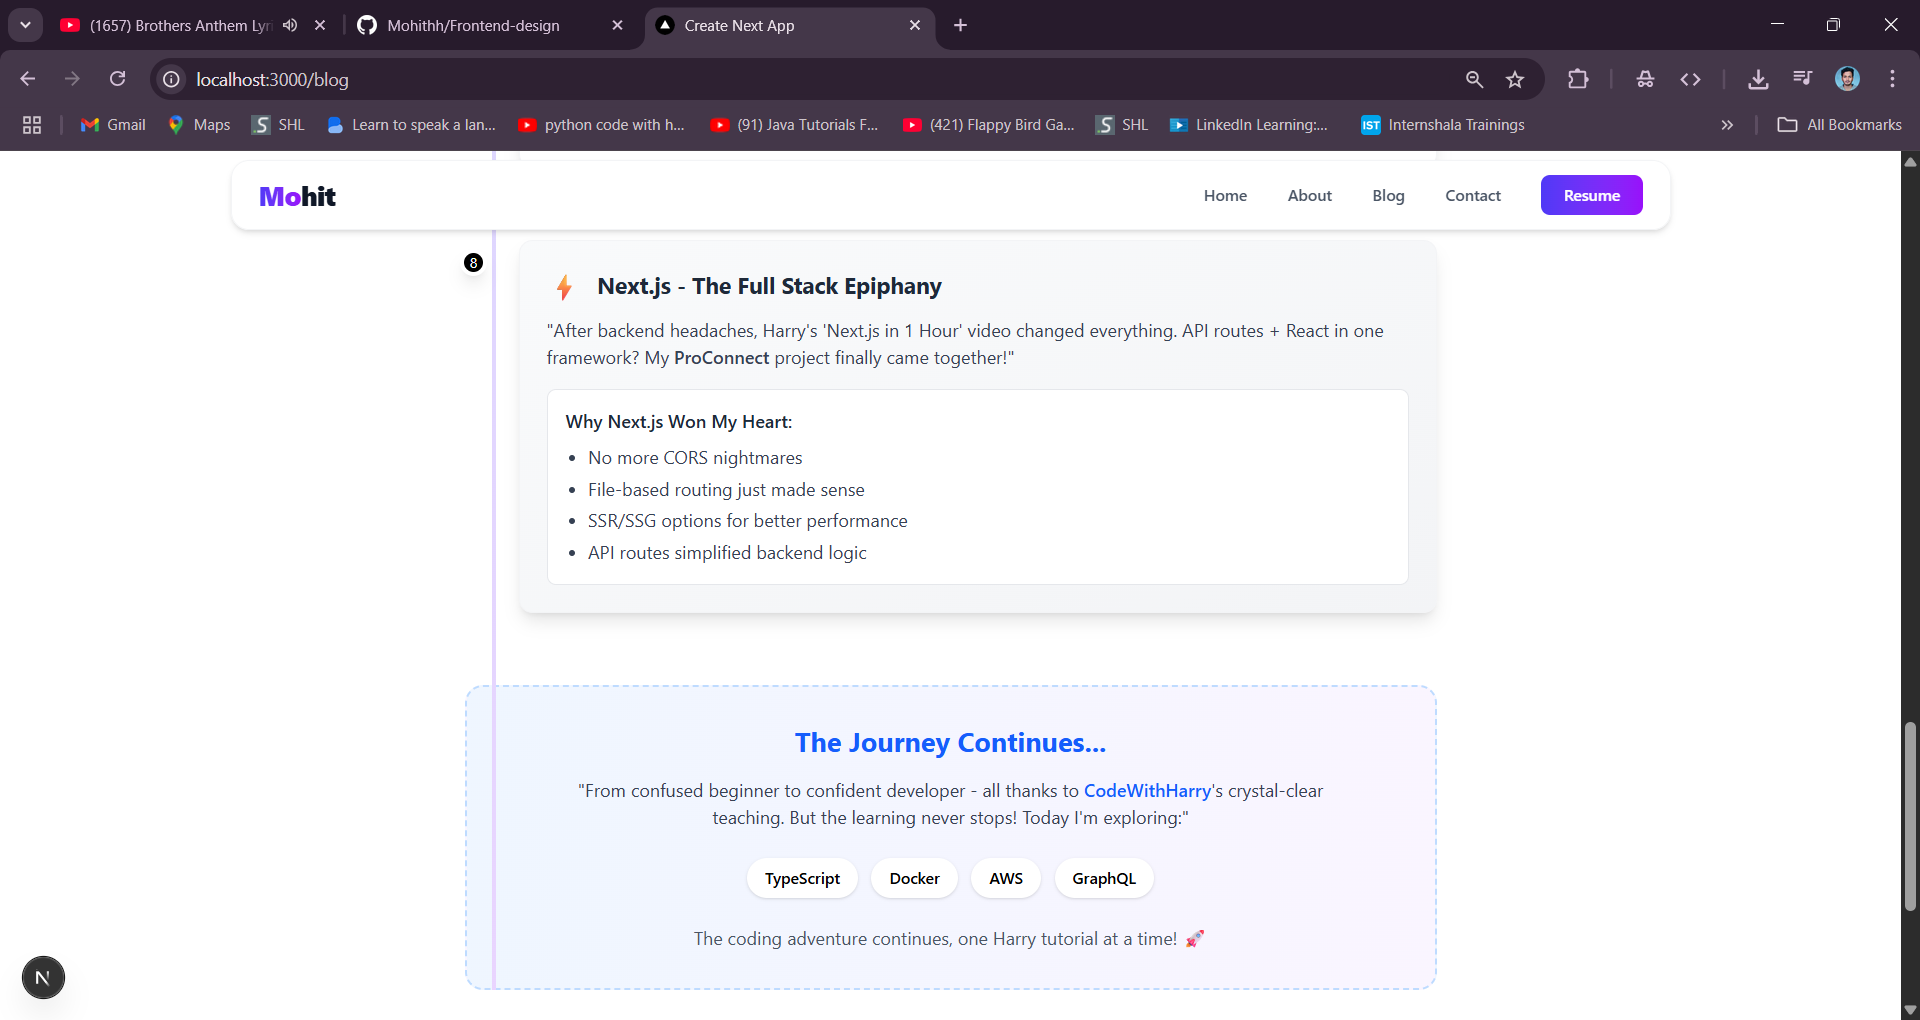 (1657) Brothers Anthem Lyri
Mohithh/Frontend-design
Create Next App
localhost:3000/blog
Gmail
Maps
SHL
Learn to speak a lan...
python code with h...
(91) Java Tutorials F...
(421) Flappy Bird Ga...
SHL
LinkedIn Learning:...
IST
Internshala Trainings
All Bookmarks
Mohit
Home
About
Blog
Contact
Resume
8
Next.js - The Full Stack Epiphany
"After backend headaches, Harry's 'Next.js in 1 Hour' video changed everything. API routes + React in one
framework? My ProConnect project finally came together!"
Why Next.js Won My Heart:
• No more CORS nightmares
• File-based routing just made sense
• SSR/SSG options for better performance
• API routes simplified backend logic
The Journey Continues...
"From confused beginner to confident developer - all thanks to CodeWithHarry's crystal-clear
teaching. But the learning never stops! Today I'm exploring:"
TypeScript
Docker
AWS
GraphQL
The coding adventure continues, one Harry tutorial at a time! 🚀
N